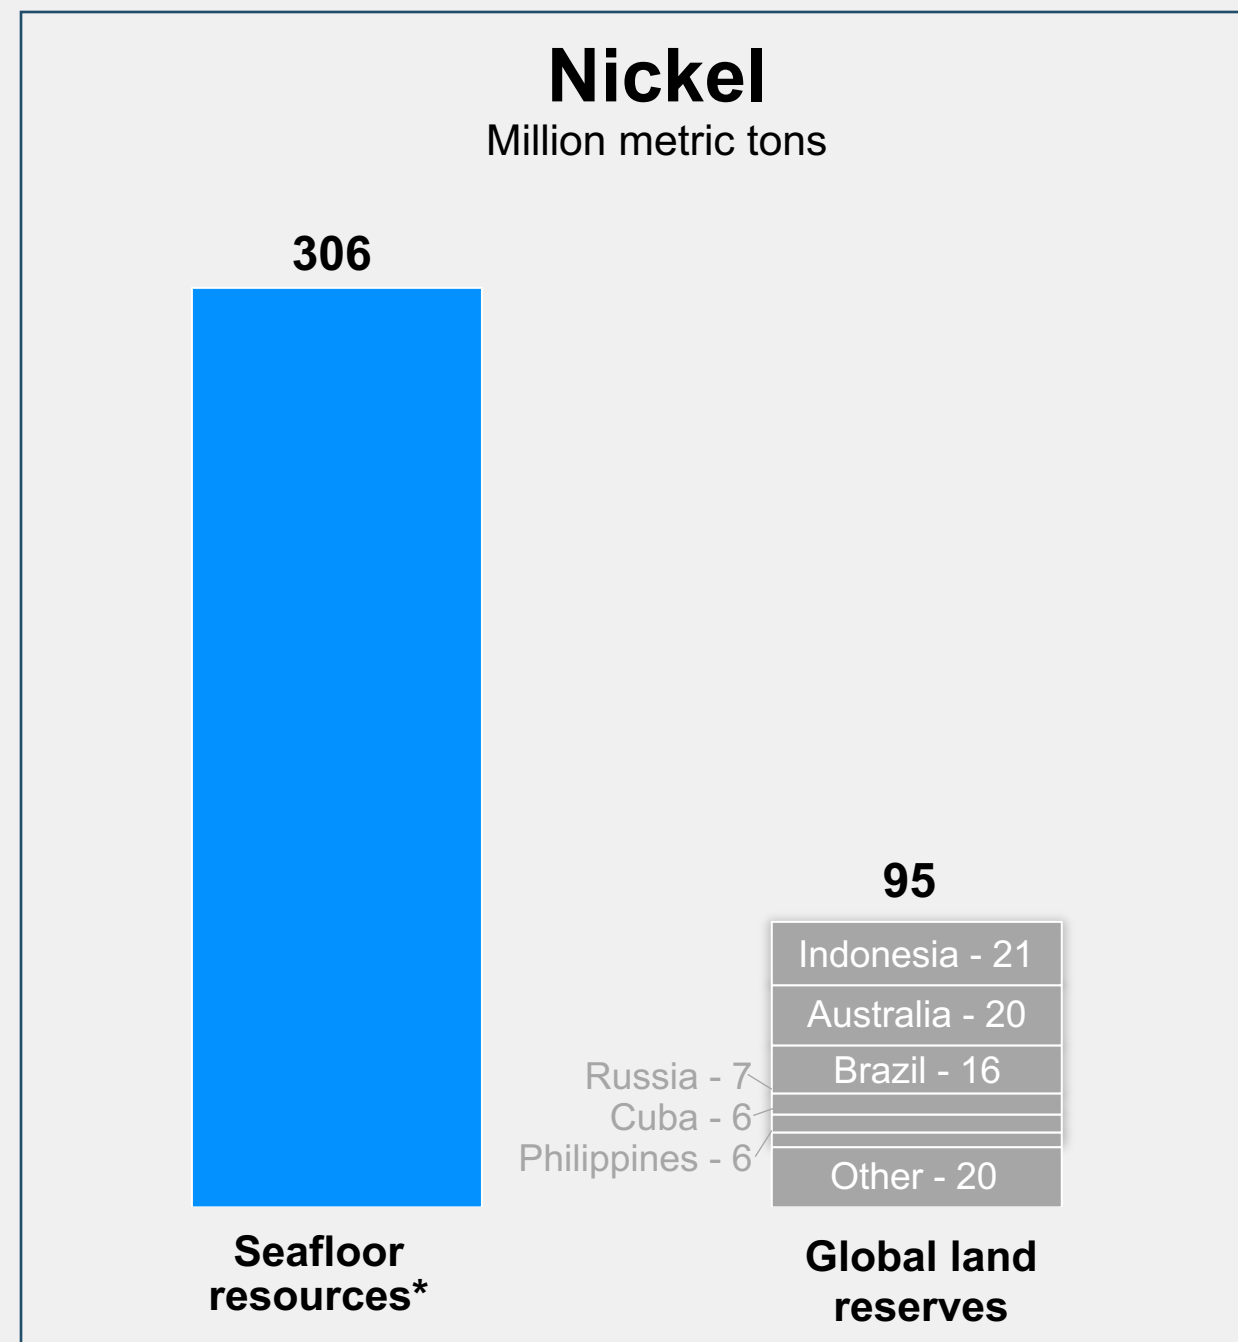 Nickel
Million metric tons
306
95
Indonesia - 21
Australia - 20
Brazil - 16
Russia - 7
Cuba - 6
Philippines - 6
Other - 20
Seafloor
resources*
Global land
reserves